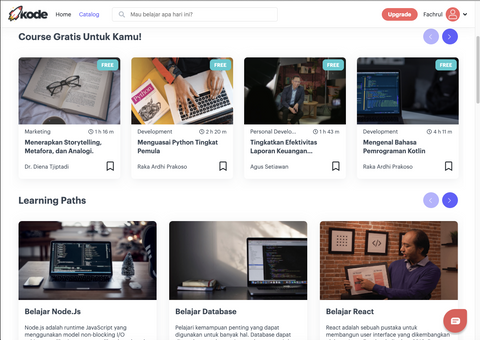 kode
Home
Catalog
Mau belajar apa hari ini?
Upgrade
Fachrul
Course Gratis Untuk Kamu!
FREE
FREE
FREE
FREE
Python
Marketing
1 h 16 m
Menerapkan Storytelling,
Metafora, dan Analogi.
Dr. Diena Tjiptadi
Development
2 h 20 m
Menguasai Python Tingkat
Pemula
Raka Ardhi Prakoso
Personal Develo...
1 h 43 m
Tingkatkan Efektivitas
Laporan Keuangan...
Agus Setiawan
Development
4 h 11 m
Mengenal Bahasa
Pemrograman Kotlin
Raka Ardhi Prakoso
Learning Paths
Belajar Node.Js
Node.js adalah runtime JavaScript yang
menggunakan model non-blocking I/O
Belajar Database
Pelajari kemampuan penting yang dapat
digunakan untuk banyak hal. Database dapat
Belajar React
React adalah sebuah pustaka untuk
membangun user interface yang dikembangkan